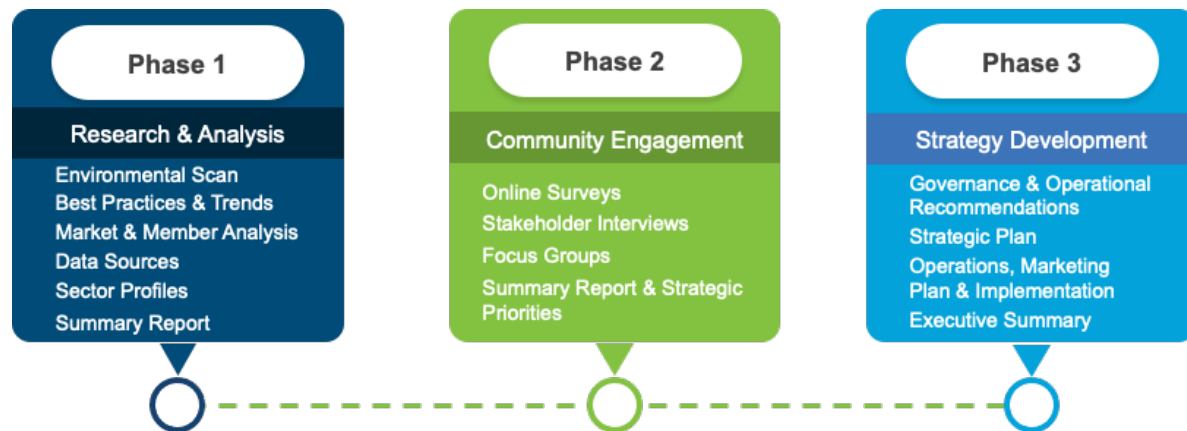 Phase 1
Research & Analysis
Environmental Scan
Best Practices & Trends
Market & Member Analysis
Data Sources
Sector Profiles
Summary Report
Phase 2
Community Engagement
Online Surveys
Stakeholder Interviews
Focus Groups
Summary Report & Strategic
Priorities
Phase 3
Strategy Development
Governance & Operational
Recommendations
Strategic Plan
Operations, Marketing
Plan & Implementation
Executive Summary